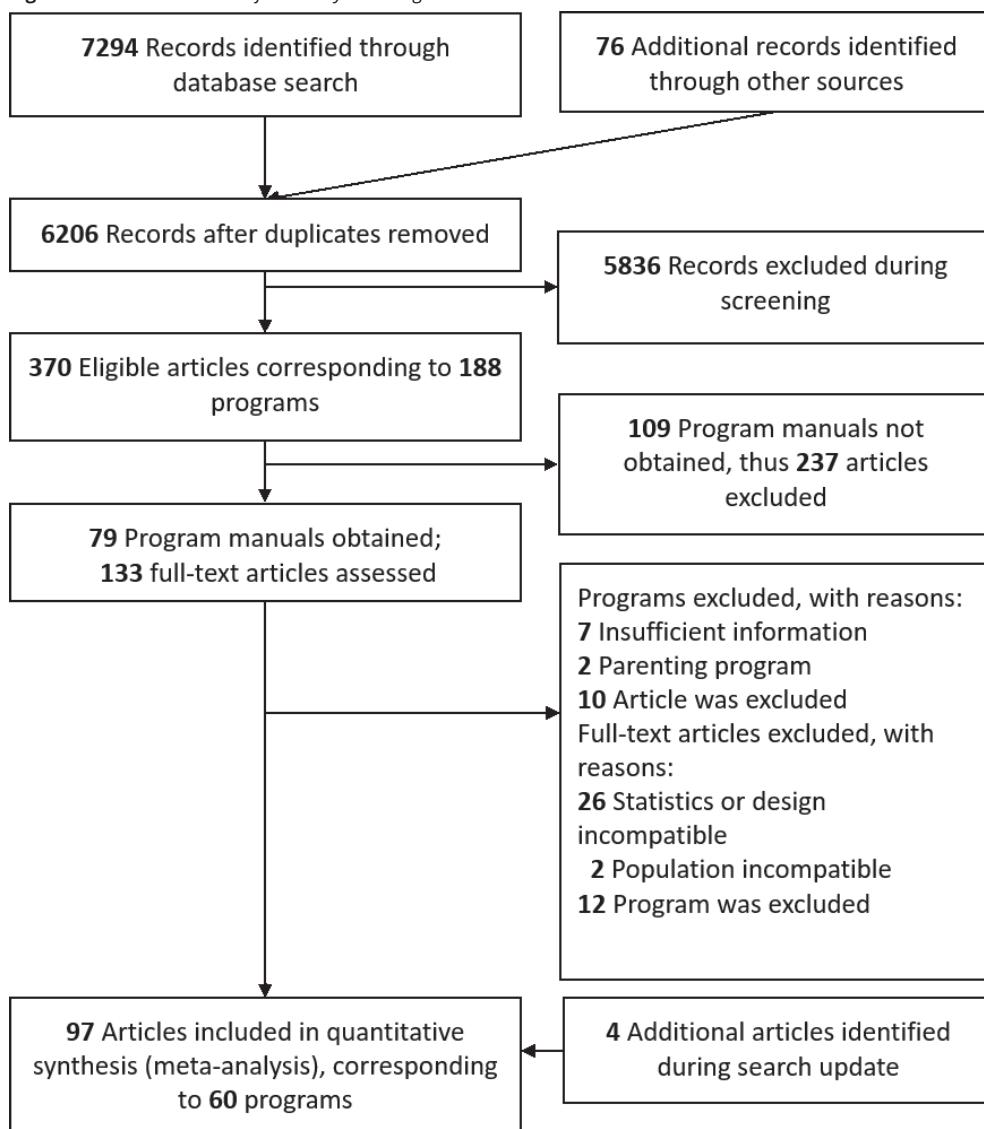 7294 Records identified through
database search
76 Additional records identified
through other sources
6206 Records after duplicates removed
5836 Records excluded during
screening
370 Eligible articles corresponding to 188
programs
109 Program manuals not
obtained, thus 237 articles
excluded
79 Program manuals obtained;
133 full-text articles assessed
Programs excluded, with reasons:
7 Insufficient information
2 Parenting program
10 Article was excluded
Full-text articles excluded, with
reasons:
26 Statistics or design
incompatible
2 Population incompatible
12 Program was excluded
97 Articles included in quantitative
synthesis (meta-analysis), corresponding
to 60 programs
4 Additional articles identified
during search update